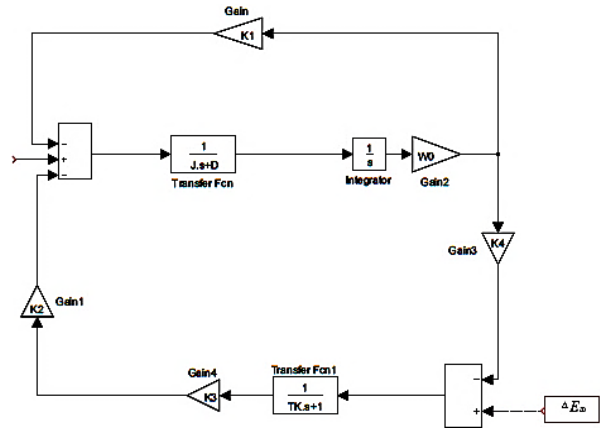 Gain
K1
-
+
-
1
J.s+D
Transfer Fcn
1
s
Integrator
W0
Gain2
Gain3
K4
K2
Gain1
Gain4
K3
Transfer Fcn1
1
TK.s+1
-
+